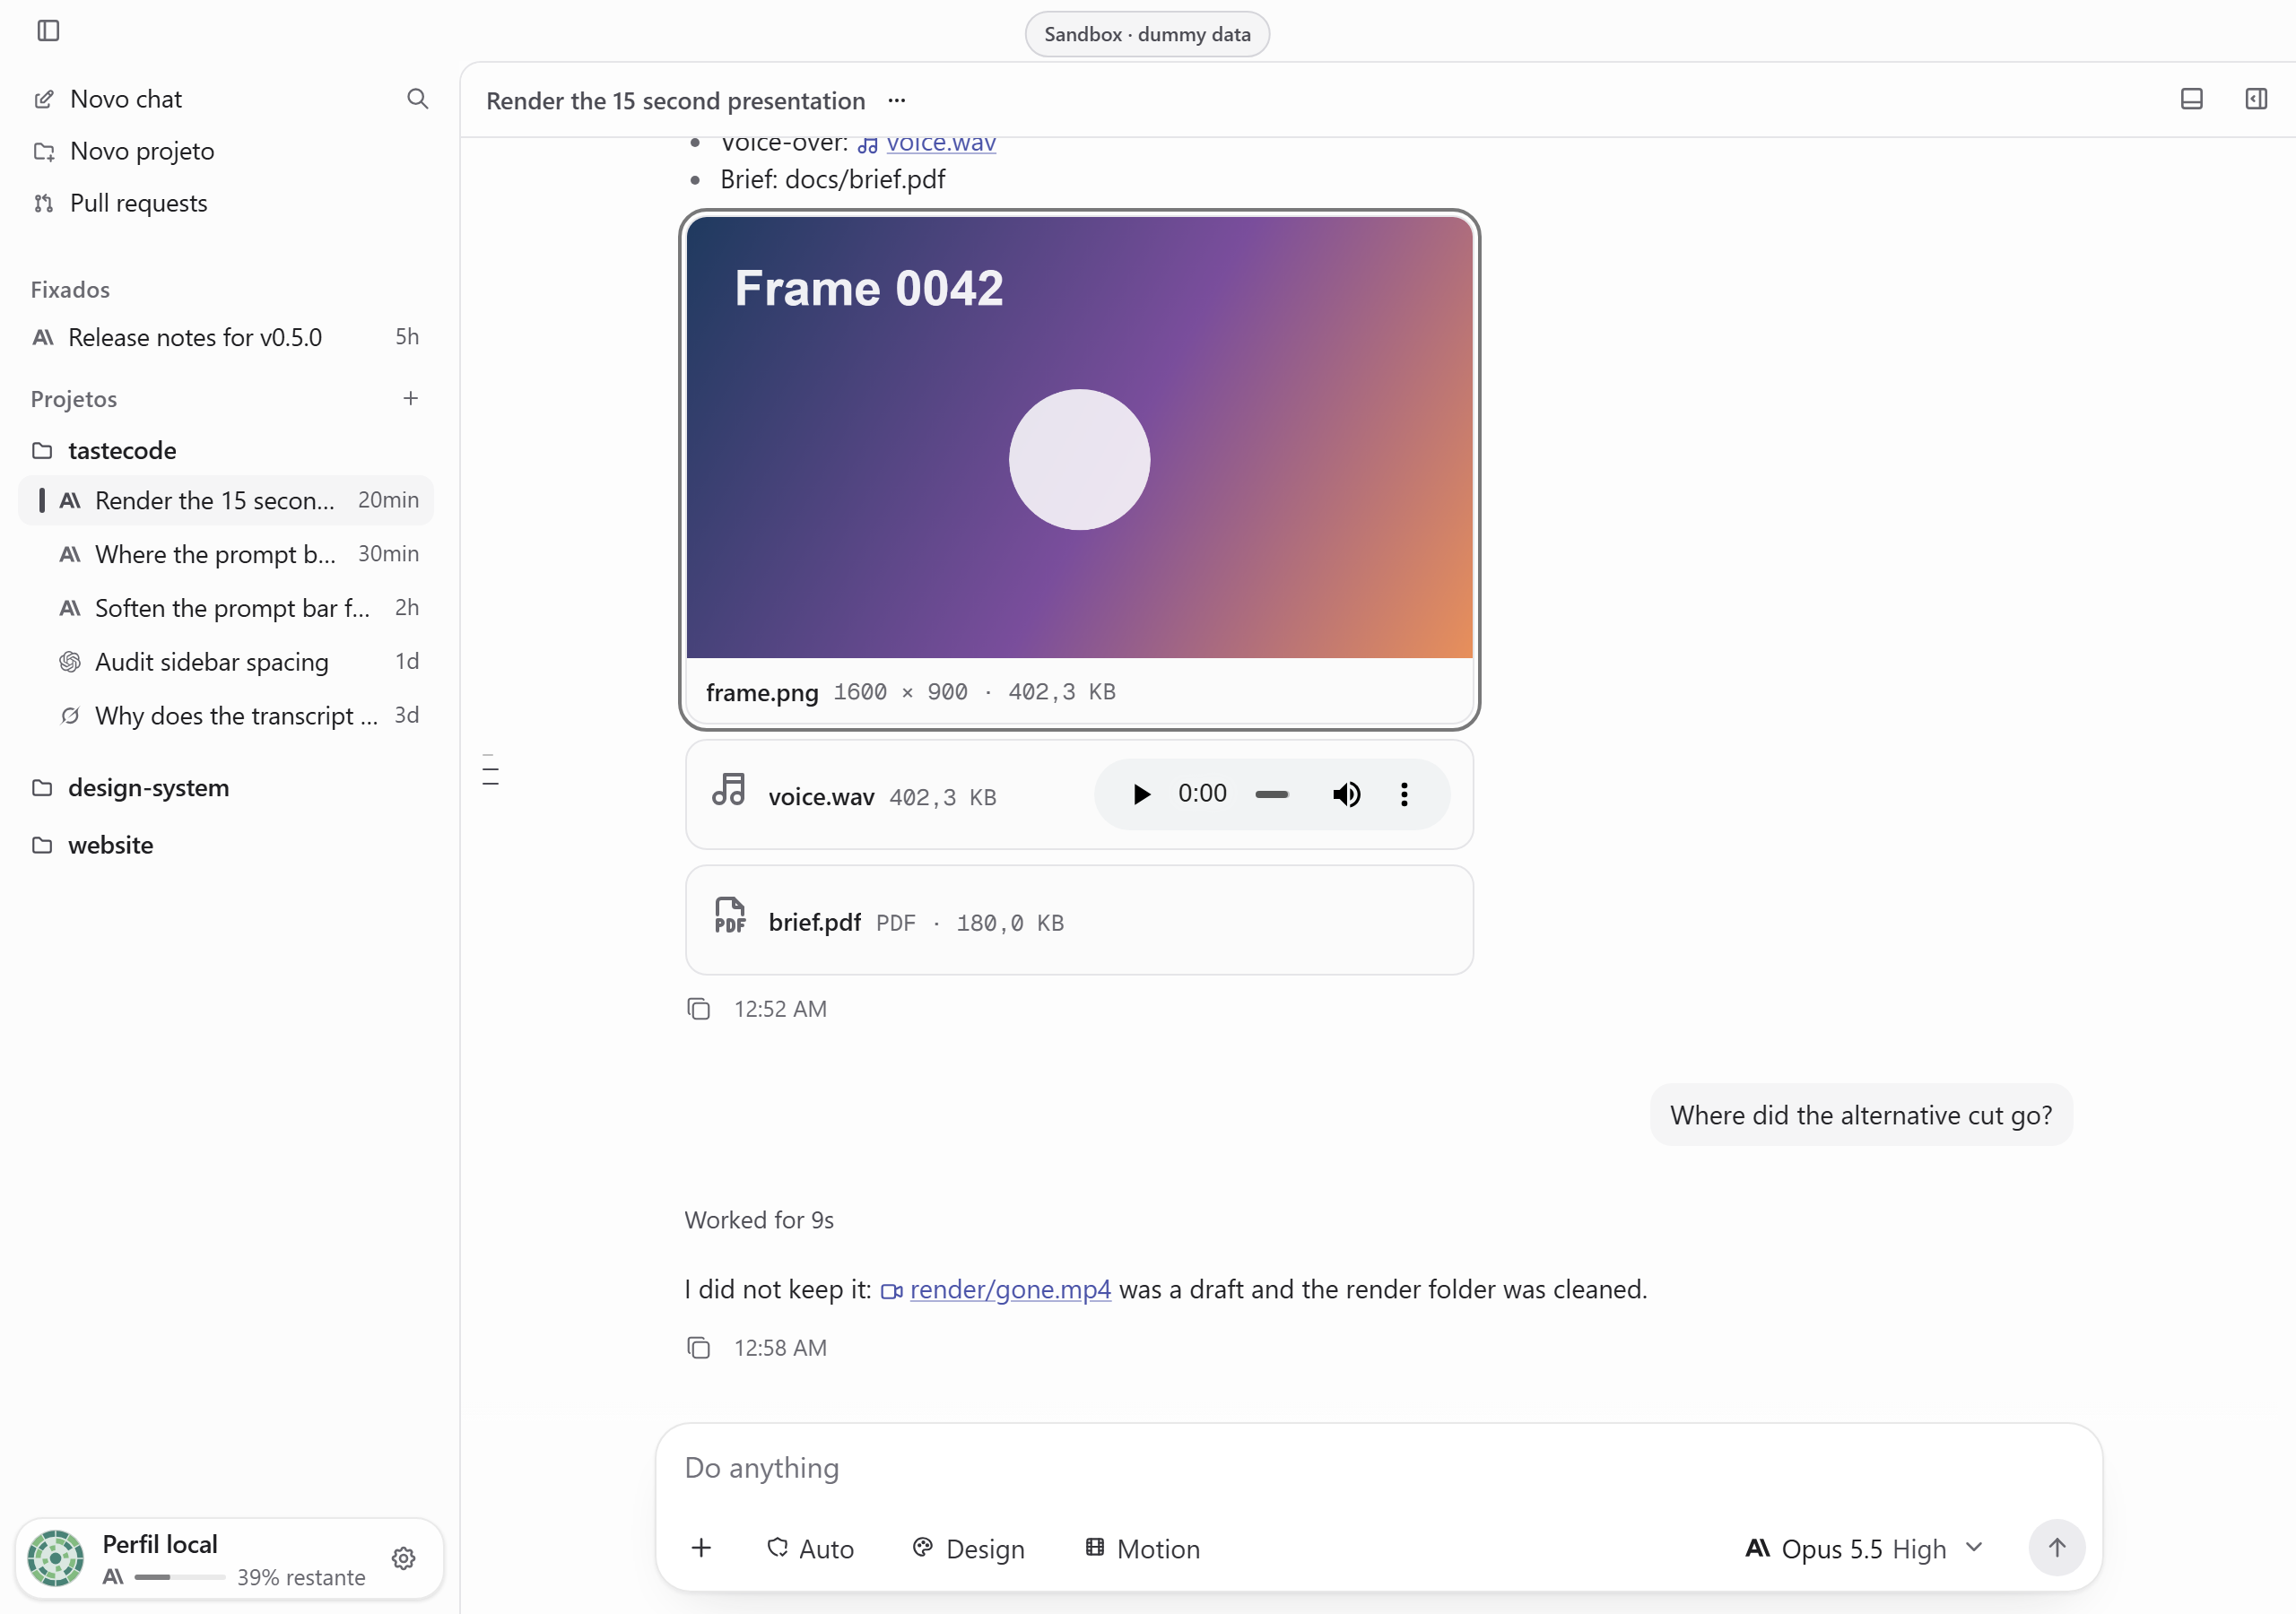 Sandbox · dummy data
Novo chat
Novo projeto
Pull requests
Fixados
Release notes for v0.5.0 5h
Projetos
tastecode
Render the 15 secon... 20min
Where the prompt b... 30min
Soften the prompt bar f... 2h
Audit sidebar spacing 1d
Why does the transcript ... 3d
design-system
website
Perfil local
39% restante
Render the 15 second presentation
Voice-over: voice.wav
Brief: docs/brief.pdf
Frame 0042
frame.png 1600 × 900 · 402,3 KB
voice.wav 402,3 KB 0:00
PDF brief.pdf PDF · 180,0 KB
12:52 AM
Where did the alternative cut go?
Worked for 9s
I did not keep it: render/gone.mp4 was a draft and the render folder was cleaned.
12:58 AM
Do anything
Auto Design Motion Opus 5.5 High